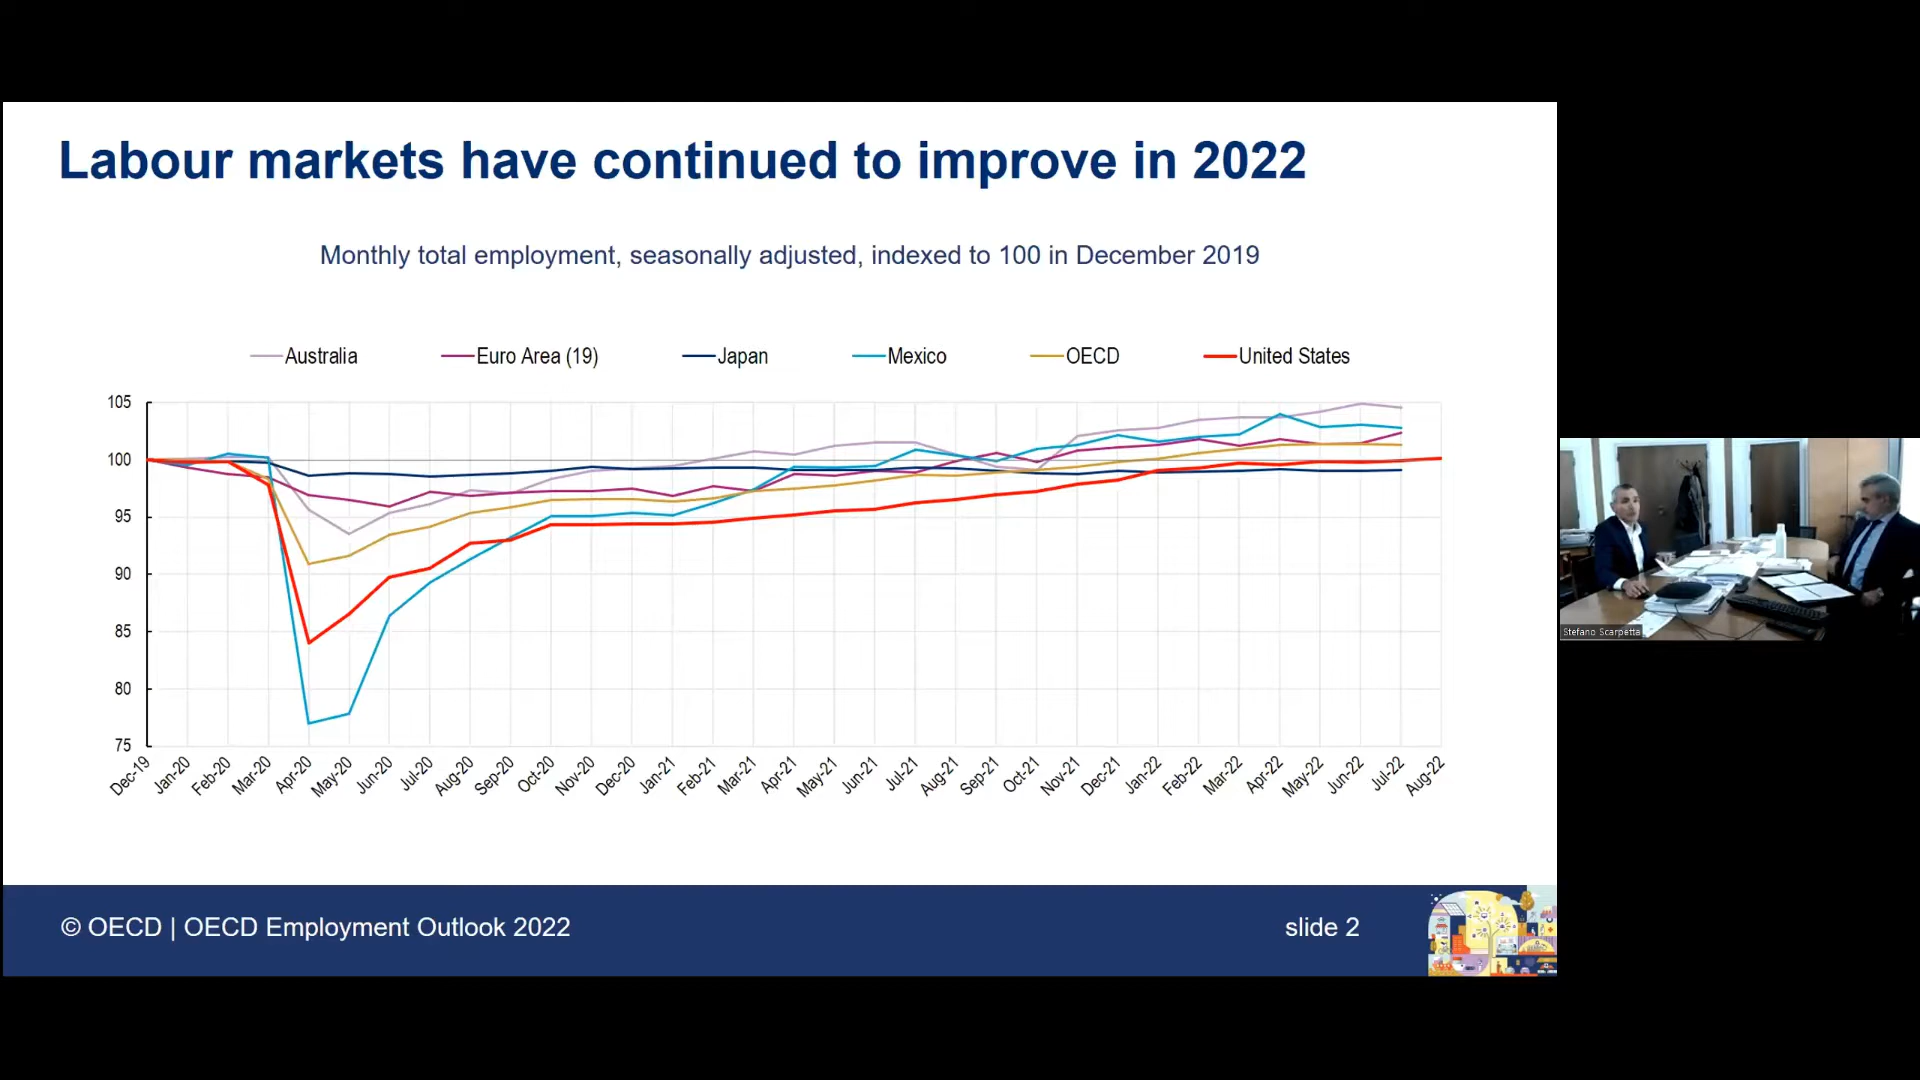 Labour markets have continued to improve in 2022
Monthly total employment, seasonally adjusted, indexed to 100 in December 2019
Australia Euro Area (19) Japan Mexico OECD United States
105
100
95
90
85
80
75
Dec-19 Jan-20 Feb-20 Mar-20 Apr-20 May-20 Jun-20 Jul-20 Aug-20 Sep-20 Oct-20 Nov-20 Dec-20 Jan-21 Feb-21 Mar-21 Apr-21 May-21 Jun-21 Jul-21 Aug-21 Sep-21 Oct-21 Nov-21 Dec-21 Jan-22 Feb-22 Mar-22 Apr-22 May-22 Jun-22 Jul-22 Aug-22
© OECD | OECD Employment Outlook 2022
slide 2
Stefano Scarpetta